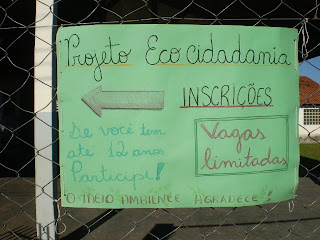 Projeto Eco cidadania
INSCRIÇÕES
Se você tem
até 12 anos
Participe!
Vagas
limitadas
O MEIO AMBIENTE AGRADECE!